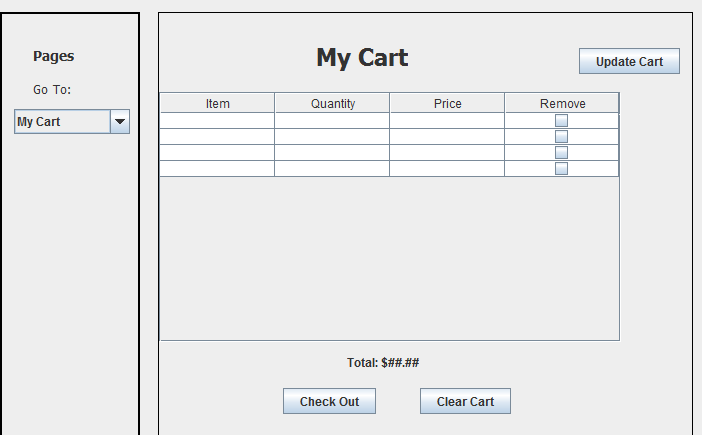 Pages
Go To:
My Cart
My Cart
Update Cart
Item Quantity Price Remove
Total: $##.##
Check Out Clear Cart